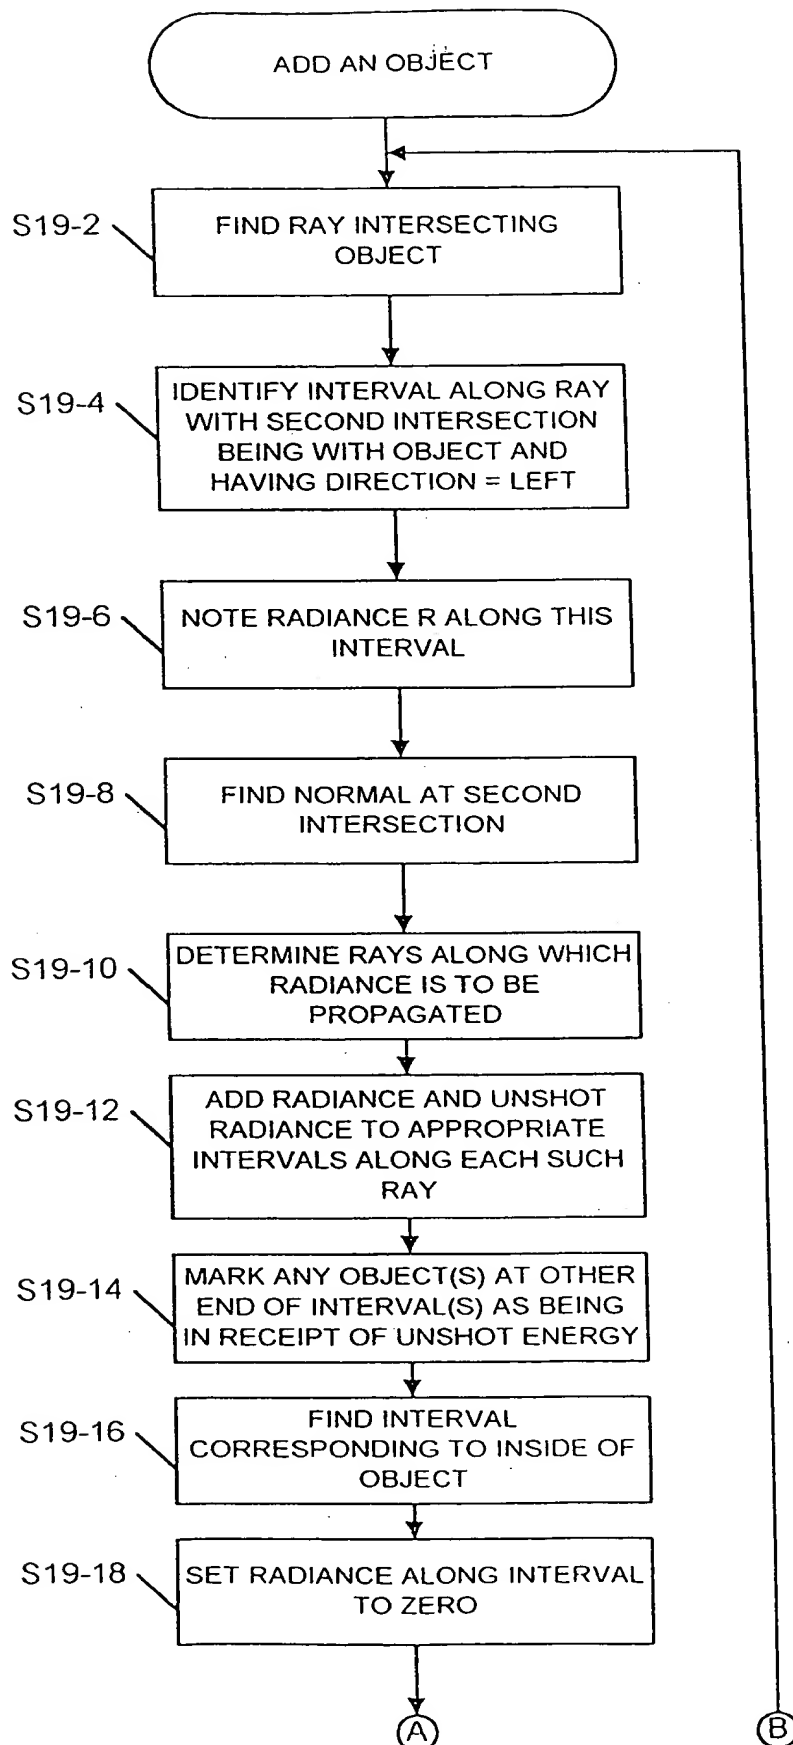 ADD AN OBJECT
S19-2
FIND RAY INTERSECTING
OBJECT
S19-4
IDENTIFY INTERVAL ALONG RAY
WITH SECOND INTERSECTION
BEING WITH OBJECT AND
HAVING DIRECTION = LEFT
S19-6
NOTE RADIANCE R ALONG THIS
INTERVAL
S19-8
FIND NORMAL AT SECOND
INTERSECTION
S19-10
DETERMINE RAYS ALONG WHICH
RADIANCE IS TO BE
PROPAGATED
S19-12
ADD RADIANCE AND UNSHOT
RADIANCE TO APPROPRIATE
INTERVALS ALONG EACH SUCH
RAY
S19-14
MARK ANY OBJECT(S) AT OTHER
END OF INTERVAL(S) AS BEING
IN RECEIPT OF UNSHOT ENERGY
S19-16
FIND INTERVAL
CORRESPONDING TO INSIDE OF
OBJECT
S19-18
SET RADIANCE ALONG INTERVAL
TO ZERO
A
B